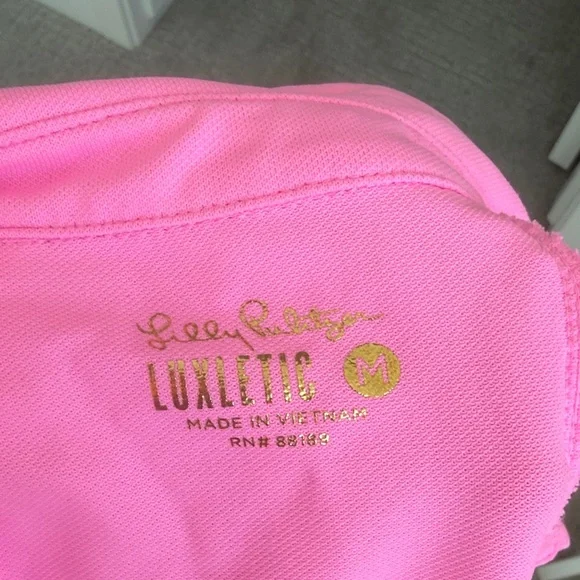 Lilly Pulitzer
LUXLETIC M
MADE IN VIETNAM
RN# 88189